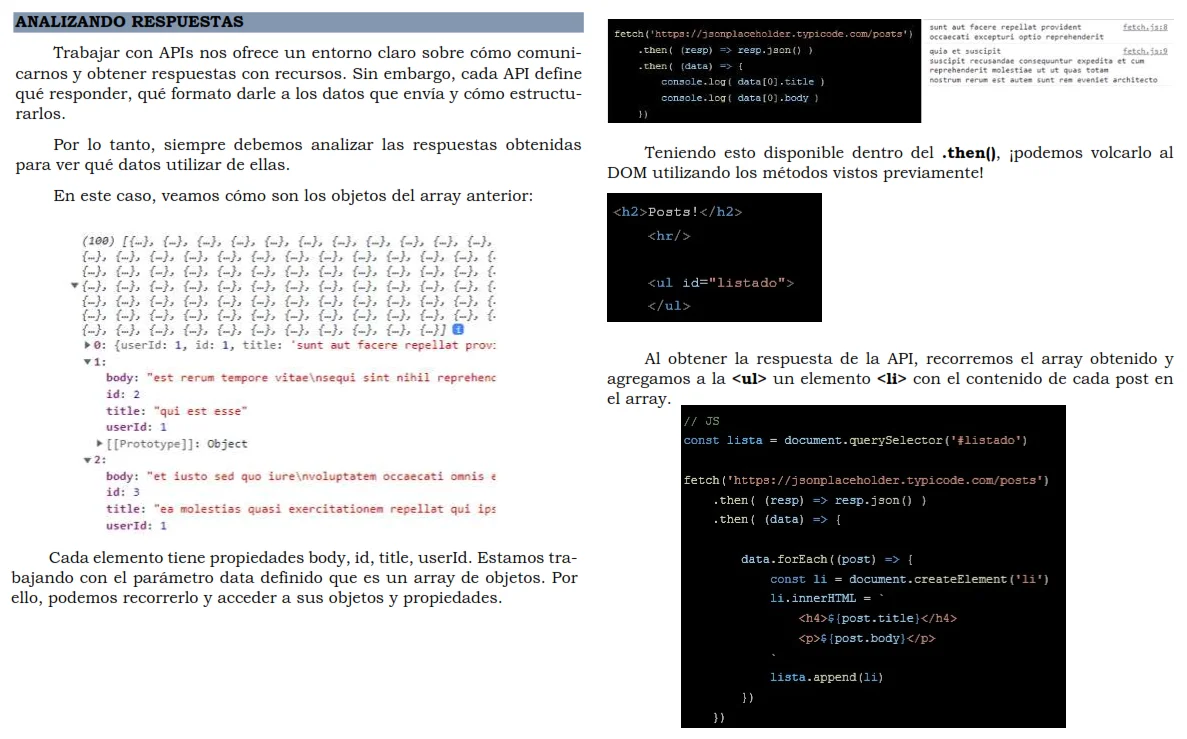 ANALIZANDO RESPUESTAS
Trabajar con APIs nos ofrece un entorno claro sobre cómo comuni-
carnos y obtener respuestas con recursos. Sin embargo, cada API define
qué responder, qué formato darle a los datos que envía y cómo estructu-
rarlos.
Por lo tanto, siempre debemos analizar las respuestas obtenidas
para ver qué datos utilizar de ellas.
En este caso, veamos cómo son los objetos del array anterior:
(100) [{…}, {…}, {…}, {…}, {…}, {…}, {…}, {…}, {…}, {…}, {…},
{…}, {…}, {…}, {…}, {…}, {…}, {…}, {…}, {…}, {…}, {…}, {…}.
{…}, {…}, {…}, {…}, {…}, {…}, {…}, {…}, {…}, {…}, {…}, {…}.
▼{…}, {…}, {…}, {…}, {…}, {…}, {…}, {…}, {…}, {…}, {…}, {…}.
{…}, {…}, {…}, {…}, {…}, {…}, {…}, {…}, {…}, {…}, {…}, {…}.
{…}, {…}, {…}, {…}, {…}, {…}, {…}, {…}, {…}, {…}, {…}, {…}.
{…}, {…}, {…}, {…}, {…}, {…}, {…}, {…}, {…}, {…}, {…}] i
▶0: {userId: 1, id: 1, title: 'sunt aut facere repellat prov
▼1:
body: "est rerum tempore vitae\nsequi sint nihil reprehenc
id: 2
title: "qui est esse"
userId: 1
▶[[Prototype]]: Object
▼2:
body: "et iusto sed quo iure\nvoluptatem occaecati omnis e
id: 3
title: "ea molestias quasi exercitationem repellat qui ips
userId: 1
Cada elemento tiene propiedades body, id, title, userId. Estamos tra-
bajando con el parámetro data definido que es un array de objetos. Por
ello, podemos recorrerlo y acceder a sus objetos y propiedades.
fetch('https://jsonplaceholder.typicode.com/posts')
.then( (resp) => resp.json() )
.then( (data) => {
console.log( data[0].title )
console.log( data[0].body )
})
sunt aut facere repellat provident fetch.js:8
occaecati excepturi optio reprehenderit
quia et suscipit fetch.js:9
suscipit recusandae consequuntur expedita et cum
reprehenderit molestiae ut ut quas totam
nostrum rerum est autem sunt rem eveniet architecto
Teniendo esto disponible dentro del .then(), ¡podemos volcarlo al
DOM utilizando los métodos vistos previamente!
<h2>Posts!</h2>
<hr/>
<ul id="listado">
</ul>
Al obtener la respuesta de la API, recorremos el array obtenido y
agregamos a la <ul> un elemento <li> con el contenido de cada post en
el array.
// JS
const lista = document.querySelector('#listado')
fetch('https://jsonplaceholder.typicode.com/posts')
.then( (resp) => resp.json() )
.then( (data) => {
data.forEach((post) => {
const li = document.createElement('li')
li.innerHTML = `
<h4>${post.title}</h4>
<p>${post.body}</p>
`
lista.append(li)
})
})